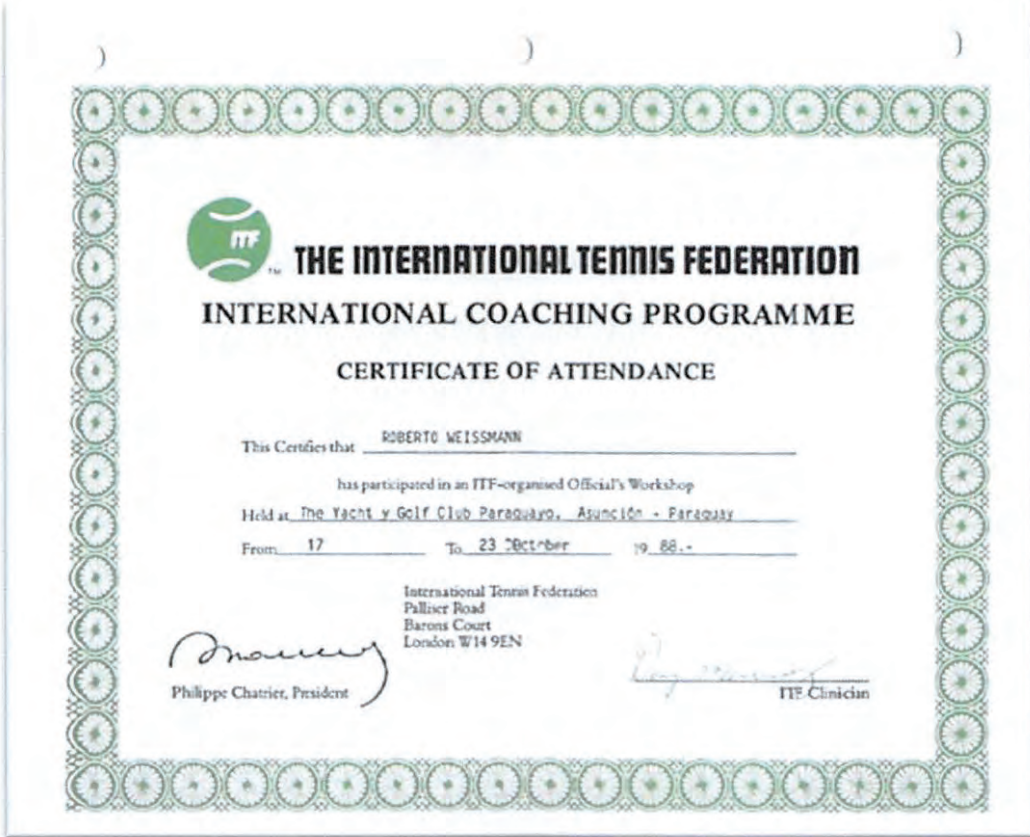 ITF
TM THE INTERNATIONAL TENNIS FEDERATION
INTERNATIONAL COACHING PROGRAMME
CERTIFICATE OF ATTENDANCE
This Certifies that ROBERTO WEISSMANN
has participated in an ITF-organised Official's Workshop
Held at The Yacht y Golf Club Paraguayo. Asunción - Paraguay
From 17 To 23 October 19 88.-
International Tennis Federation
Palliser Road
Barons Court
London W14 9EN
Philippe Chatrier, President
ITF Clinician